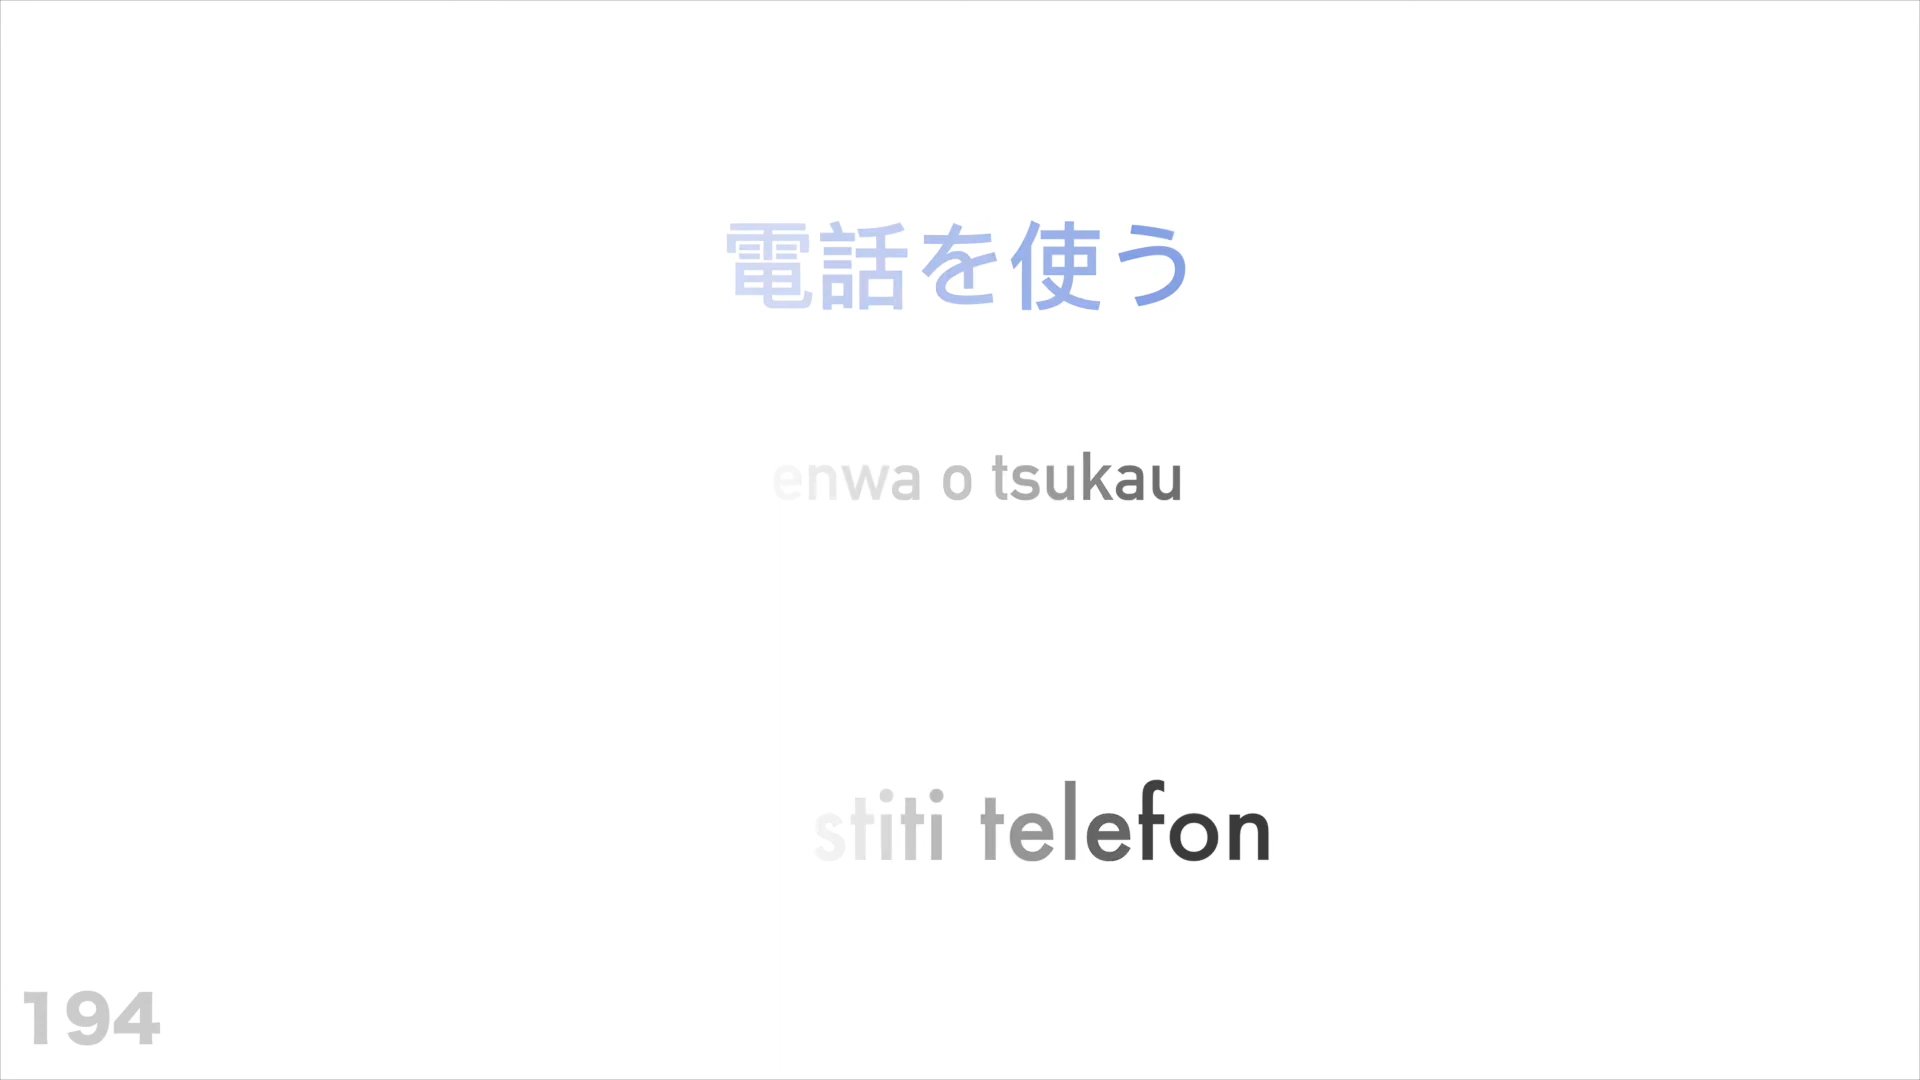 電話を使う
enwa o tsukau
stiti telefon
194